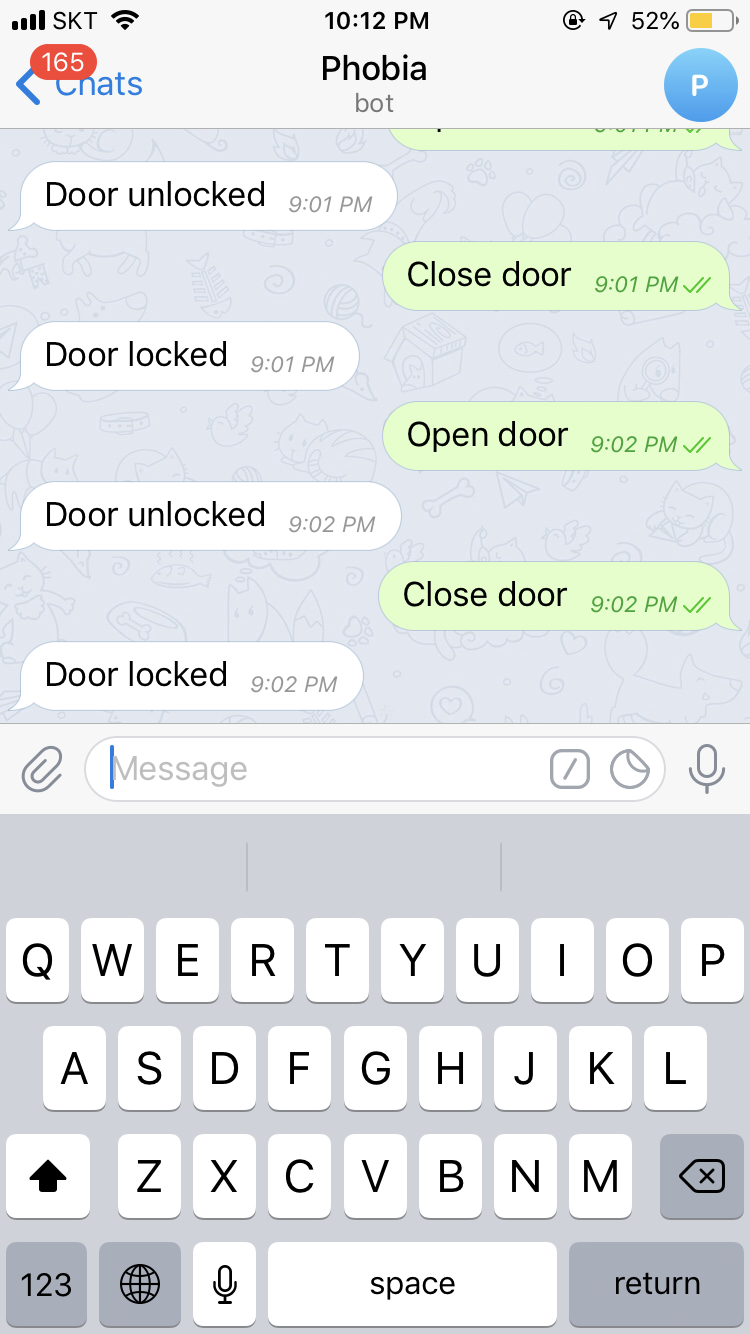 SKT 10:12 PM 52%
165
Chats
Phobia
bot
P
Door unlocked 9:01 PM
Close door 9:01 PM
Door locked 9:01 PM
Open door 9:02 PM
Door unlocked 9:02 PM
Close door 9:02 PM
Door locked 9:02 PM
Message
Q W E R T Y U I O P
A S D F G H J K L
Z X C V B N M
123 space return